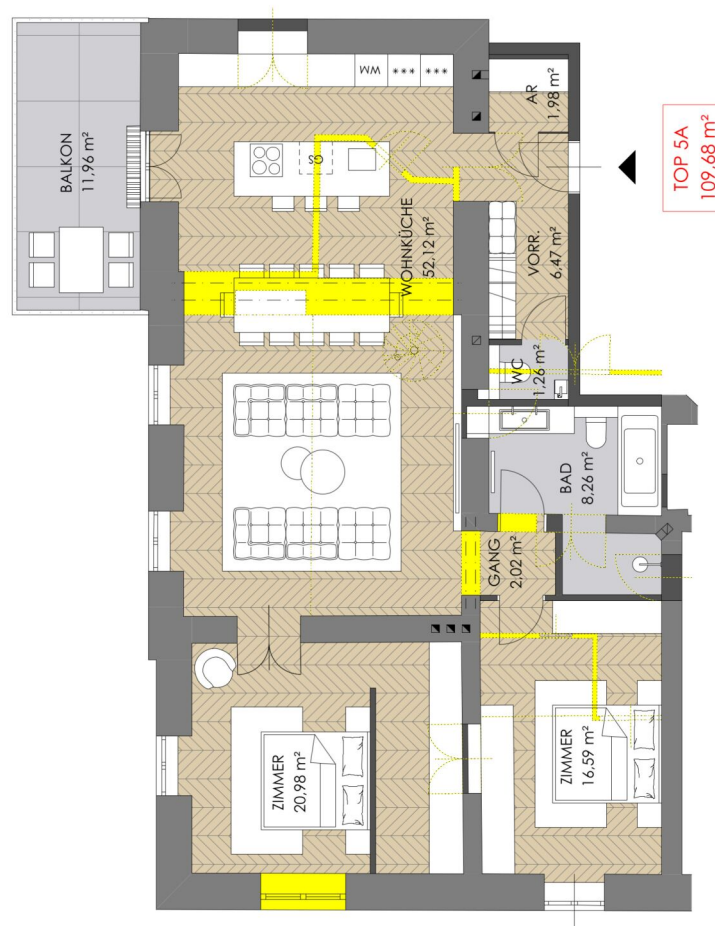 BALKON
11,96 m²
WM
***
***
AR
1,98 m²
TOP 5A
109,68 m²
GS
WOHNKÜCHE
52,12 m²
VORR.
6,47 m²
WC
1,26 m²
BAD
8,26 m²
GANG
2,02 m²
ZIMMER
20,98 m²
ZIMMER
16,59 m²